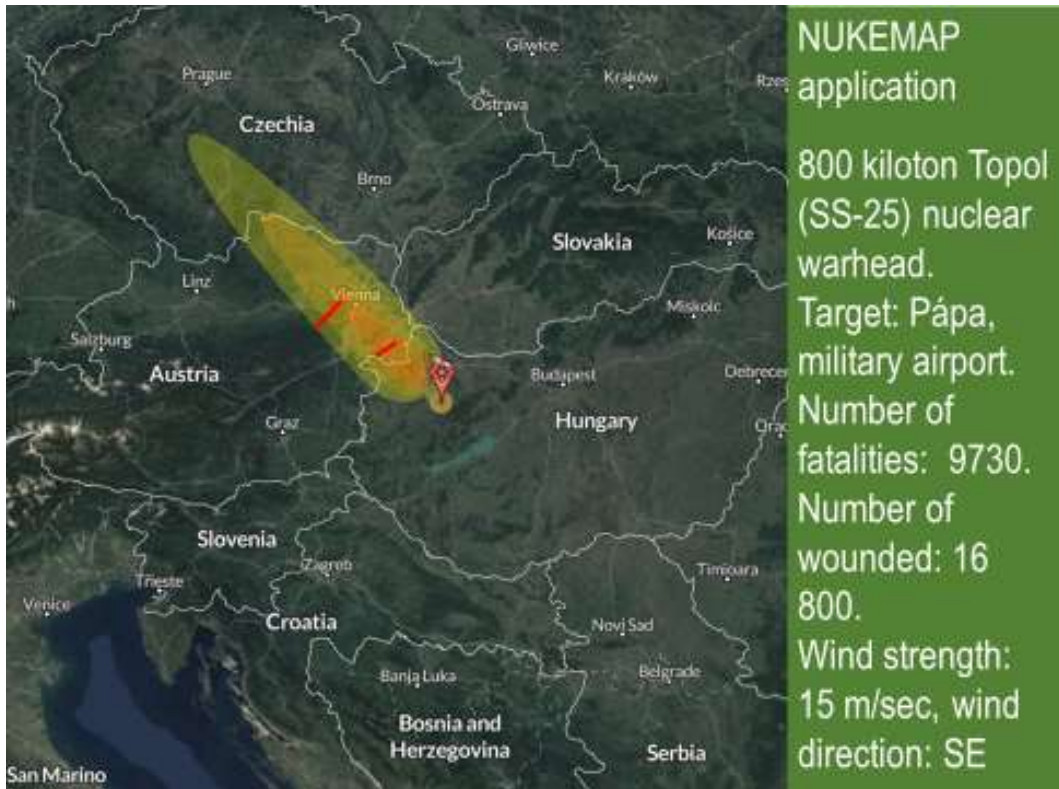 NUKEMAP
application
800 kiloton Topol
(SS-25) nuclear
warhead.
Target: Pápa,
military airport.
Number of
fatalities:  9730.
Number of
wounded: 16
800.
Wind strength:
15 m/sec, wind
direction: SE
Gliwice
Prague
Kraków
Rzes
Ostrava
Czechia
Brno
Košice
Slovakia
Linz
Vienna
Miskolc
Salzburg
Austria
Budapest
Debrecen
Graz
Hungary
Orac
Slovenia
Zagreb
Timișoara
Trieste
Venice
Croatia
Novi Sad
Banja Luka
Belgrade
Bosnia and
Herzegovina
Serbia
San Marino